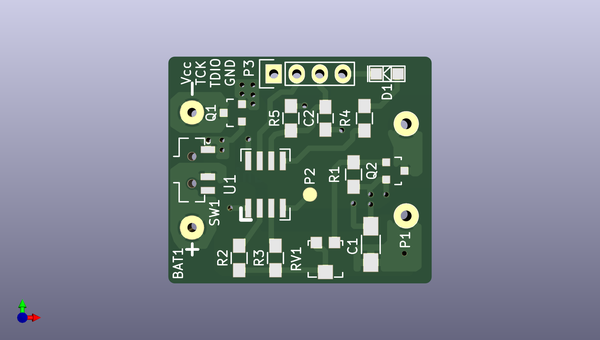 Vcc
TCK
TDIO
GND
P3
D1
Q1
R5
C2
R4
U1
P2
R1
Q2
SW1
BAT1
R2
R3
RV1
C1
P1